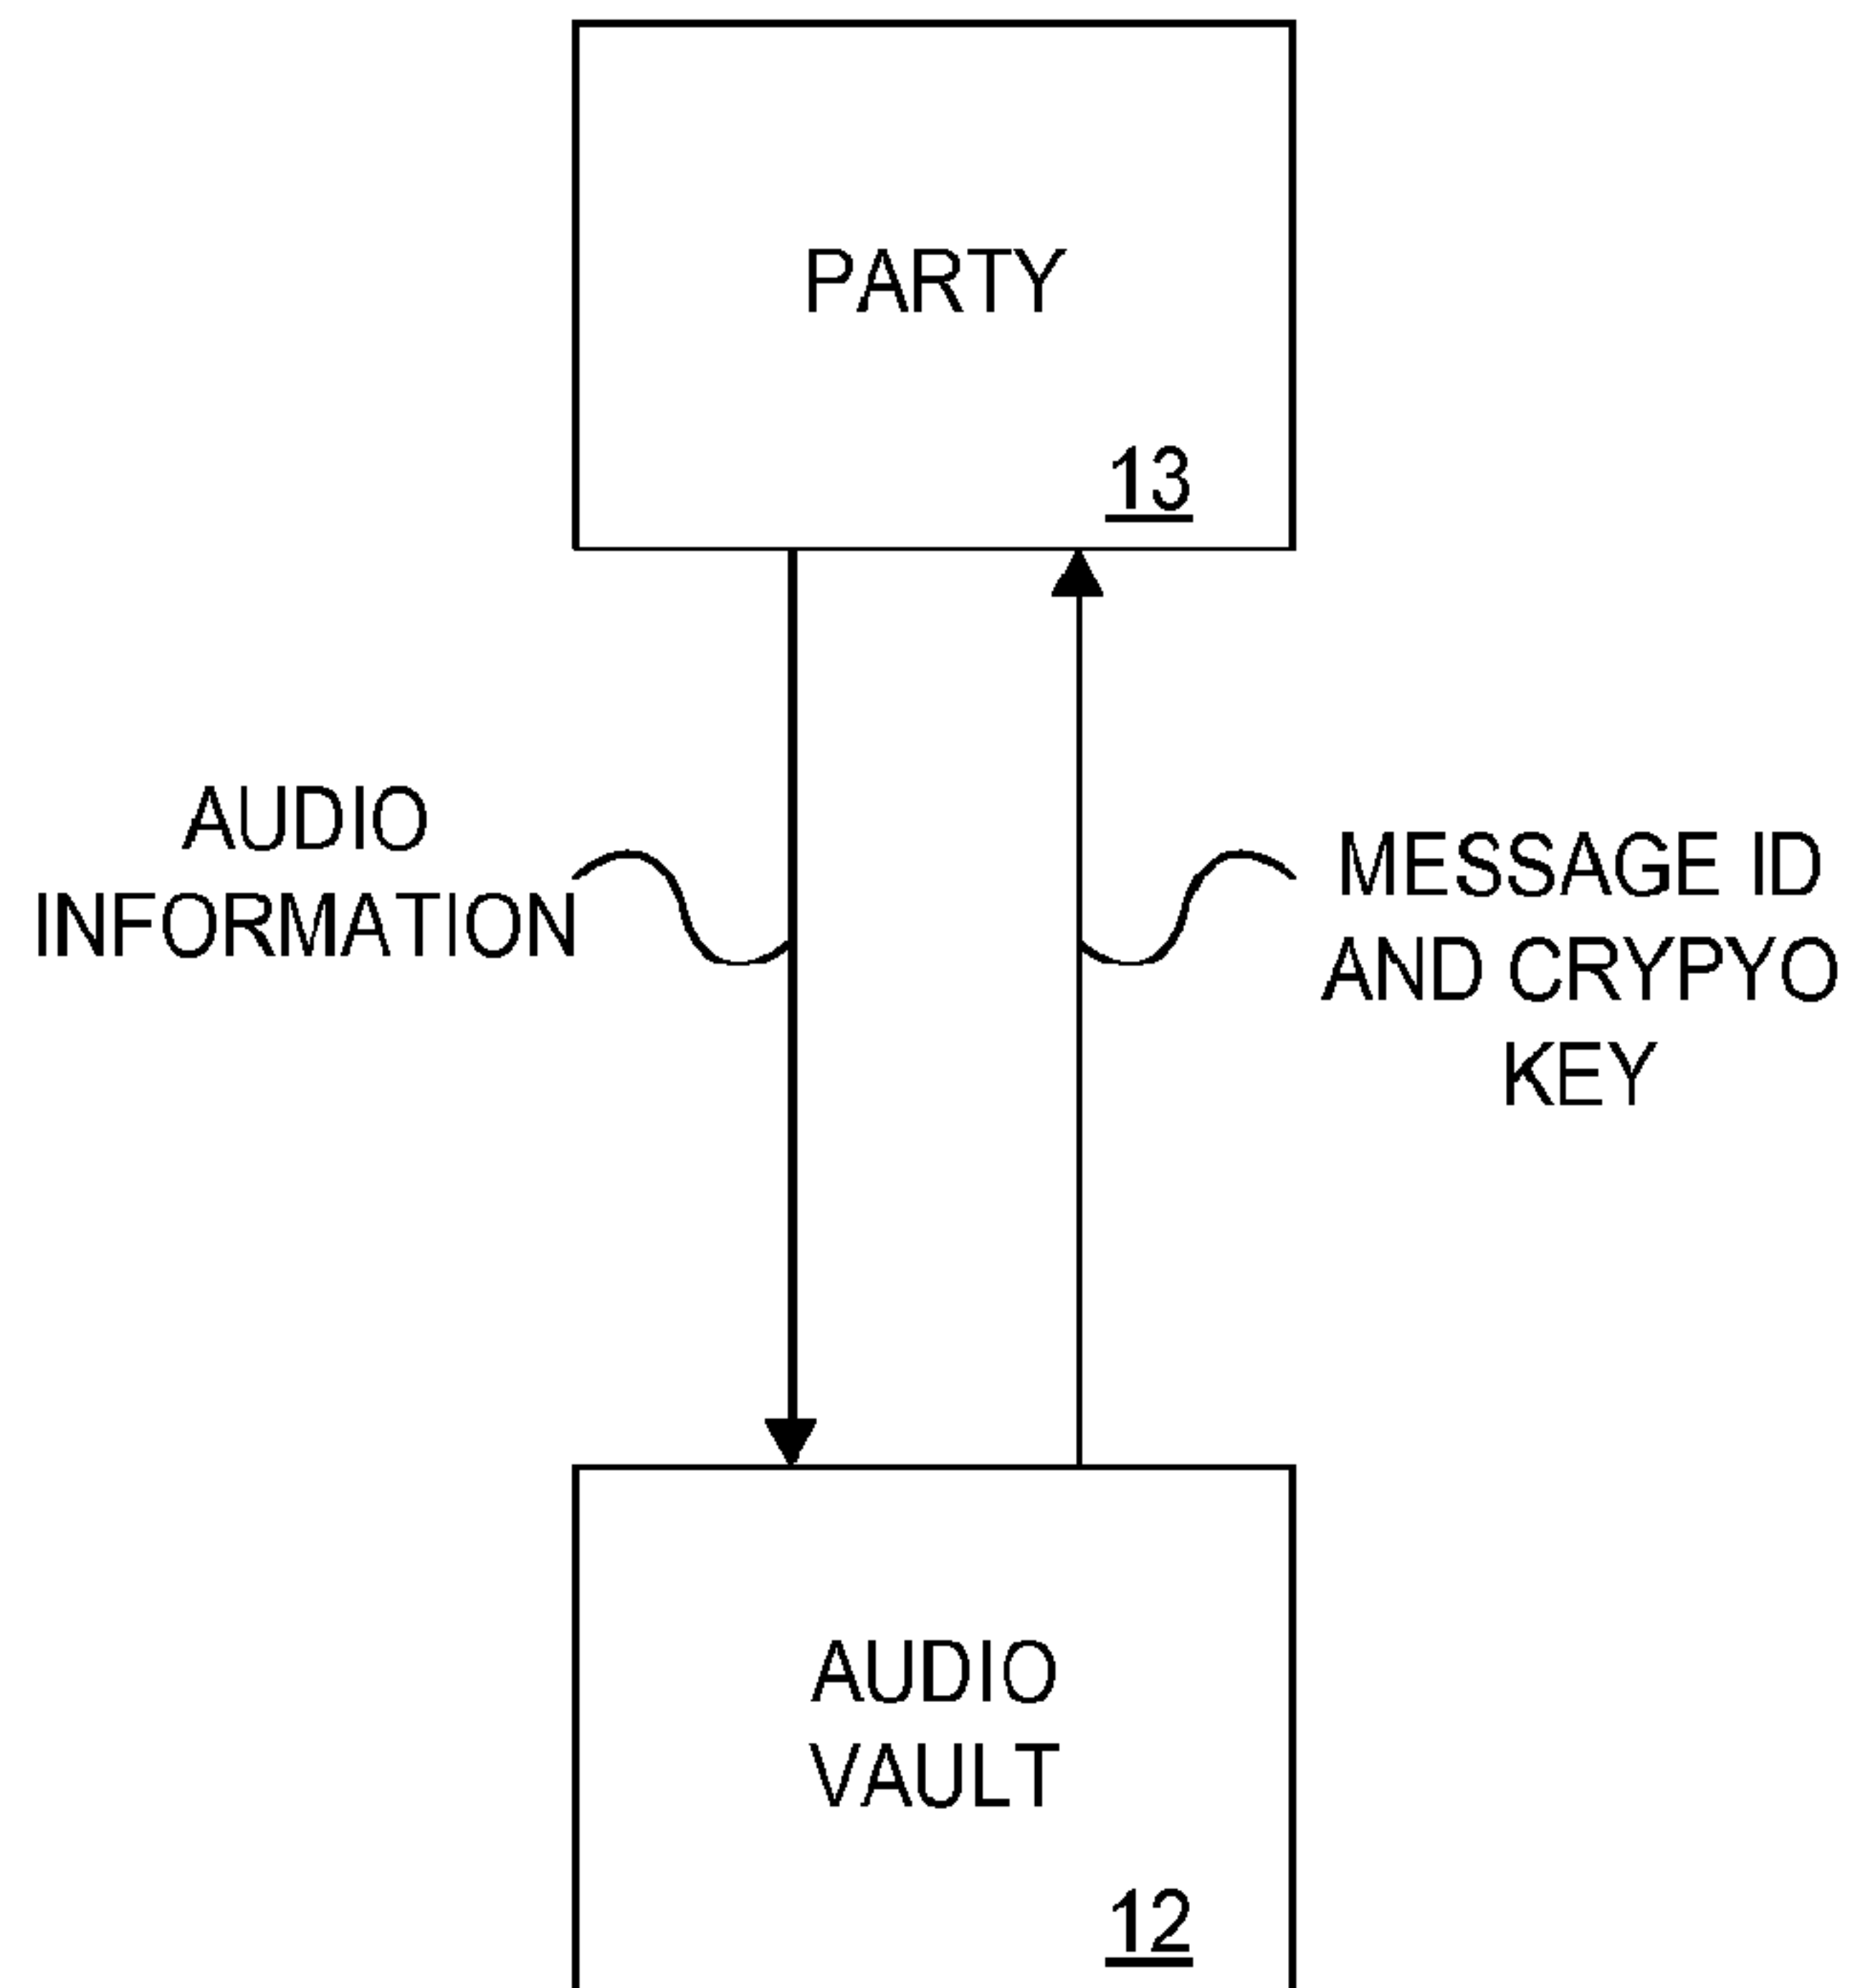 PARTY
13
AUDIO
INFORMATION
MESSAGE ID
AND CRYPYO
KEY
AUDIO
VAULT
12